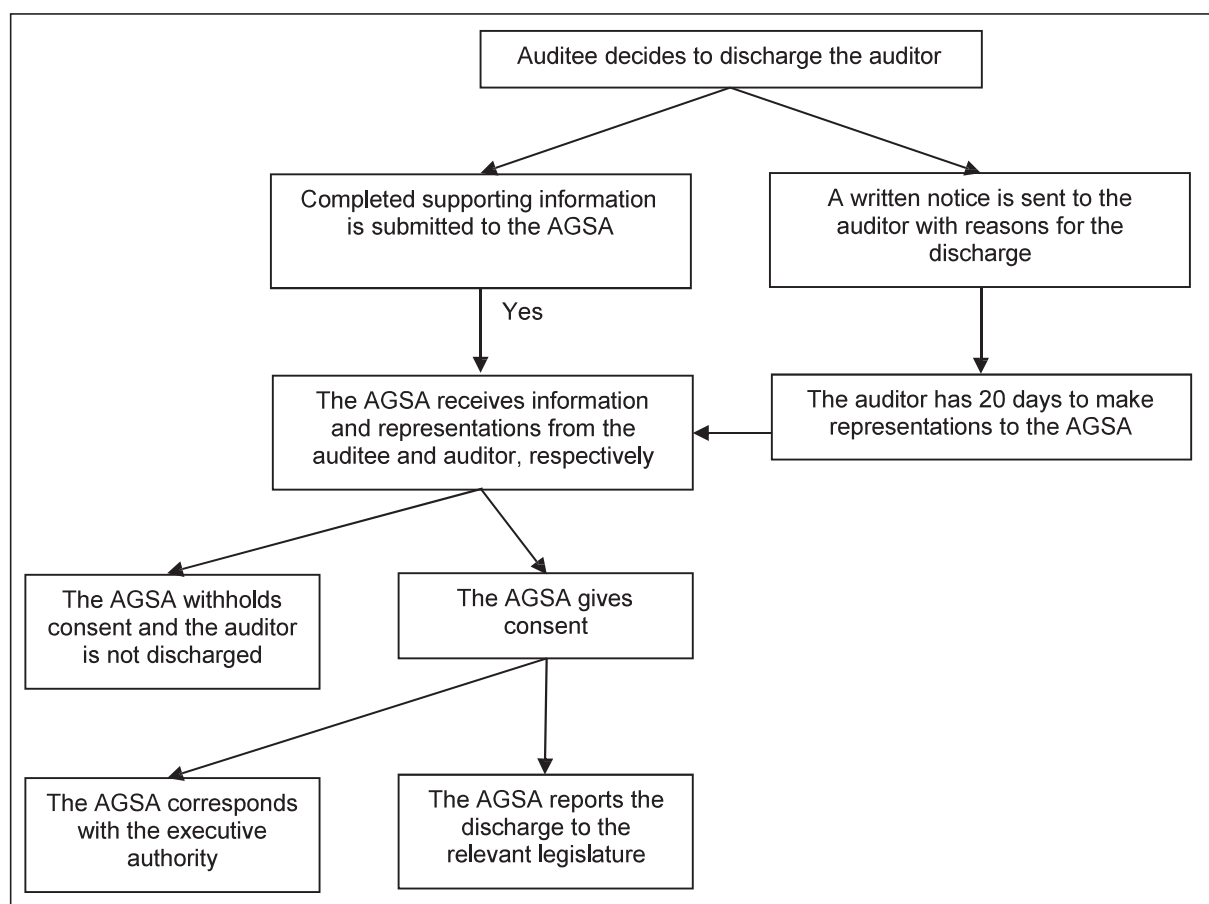 Auditee decides to discharge the auditor
Completed supporting information
is submitted to the AGSA
A written notice is sent to the
auditor with reasons for the
discharge
Yes
The AGSA receives information
and representations from the
auditee and auditor, respectively
The auditor has 20 days to make
representations to the AGSA
The AGSA withholds
consent and the auditor
is not discharged
The AGSA gives
consent
The AGSA corresponds
with the executive
authority
The AGSA reports the
discharge to the
relevant legislature